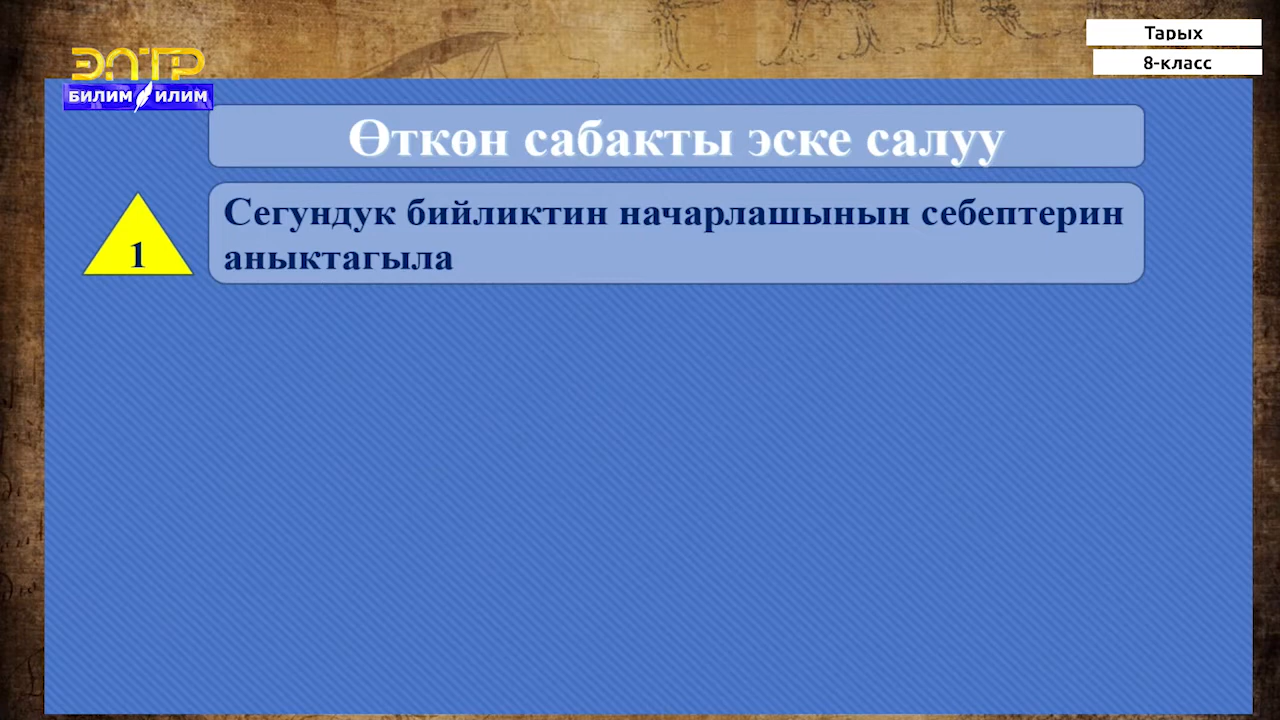 Тарых
8-класс
ЭЛТР
БИЛИМ ИЛИМ
Өткөн сабакты эске салуу
1
Сегундук бийликтин начарлашынын себептерин
аныктагыла